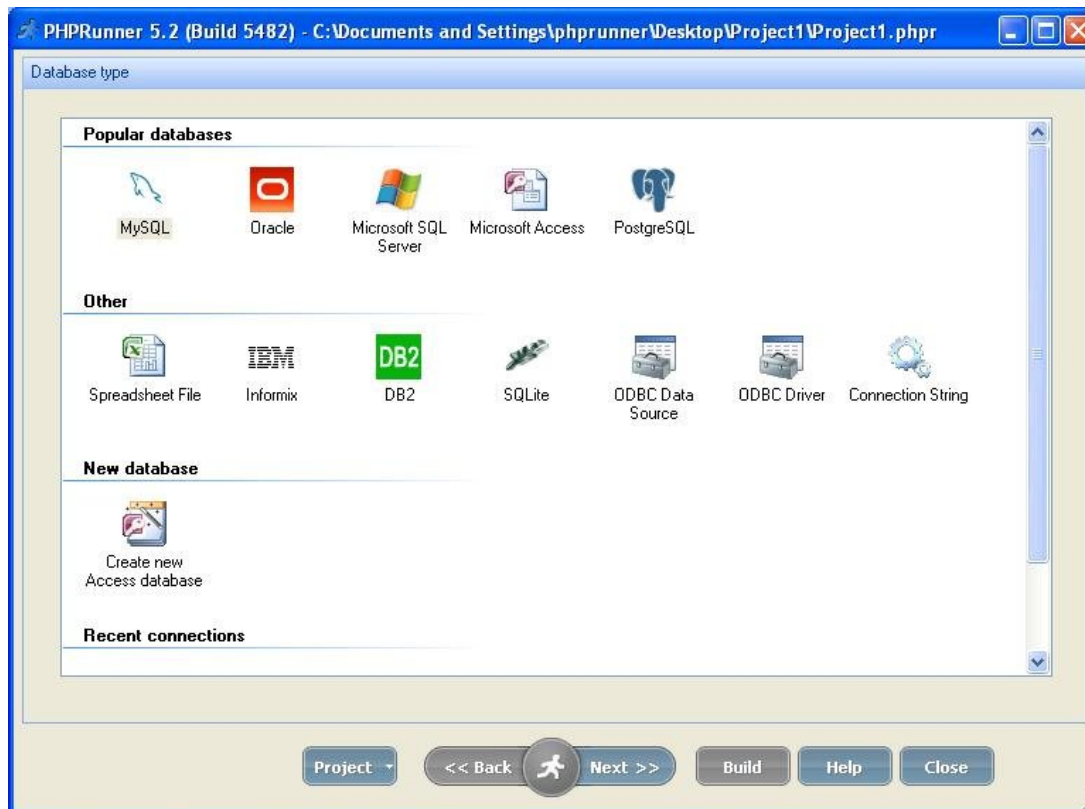 PHPRunner 5.2 (Build 5482) - C:\Documents and Settings\phprunner\Desktop\Project1\Project1.phpr
Database type
Popular databases
MySQL
Oracle
Microsoft SQL
Server
Microsoft Access
PostgreSQL
Other
Spreadsheet File
IBM
Informix
DB2
DB2
SQLite
ODBC Data
Source
ODBC Driver
Connection String
New database
Create new
Access database
Recent connections
Project
<< Back
Next >>
Build
Help
Close